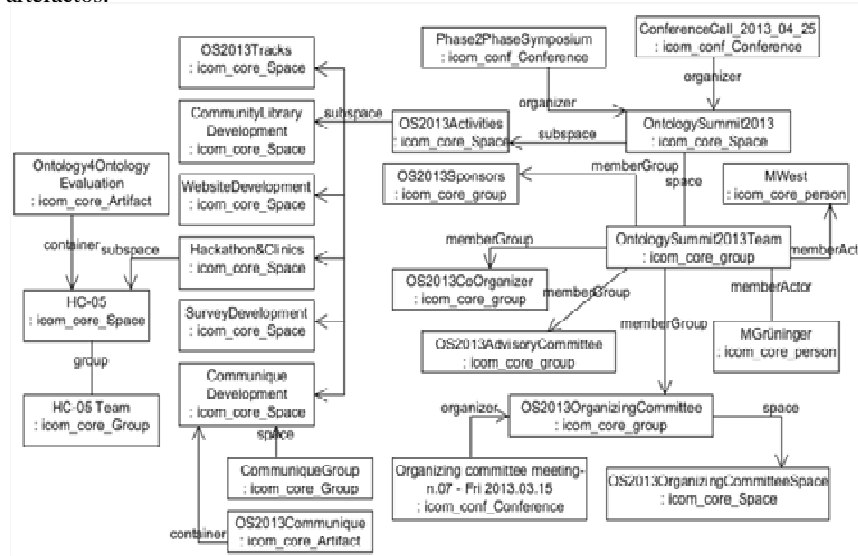 artefactos.
OS2013Tracks
: icom_core_Space
Phase2PhaseSymposium
: icom_conf_Conference
ConferenceCall_2013_04_25
: icom_conf_Conference
organizer
organizer
CommunityLibrary
Development
: icom_core_Space
subspace
OS2013Activities
: icom_core_Space
subspace
OntologySummit2013
: icom_core_Space
Ontology4Ontology
Evaluation
: icom_core_Artifact
WebsiteDevelopment
: icom_core_Space
OS2013Sponsors
: icom_core_group
memberGroup
space
MWest
: icom_core_person
container
subspace
Hackathon&Clinics
: icom_core_Space
memberGroup
OntologySummit2013Team
: icom_core_group
memberAct
HC-05
: icom_core_Space
OS2013CoOrganizer
: icom_core_group
memberGroup
memberActor
SurveyDevelopment
: icom_core_Space
memberGroup
group
OS2013AdvisoryCommittee
: icom_core_group
MGrüninger
: icom_core_person
Communique
Development
: icom_core_Space
HC-05 Team
: icom_core_Group
organizer
OS2013OrganizingCommittee
: icom_core_group
space
space
CommuniqueGroup
: icom_core_Group
Organizing committee meeting-
n.07 - Fri 2013.03.15
: icom_conf_Conference
OS2013OrganizingCommitteeSpace
: icom_core_Space
container
OS2013Communique
: icom_core_Artifact